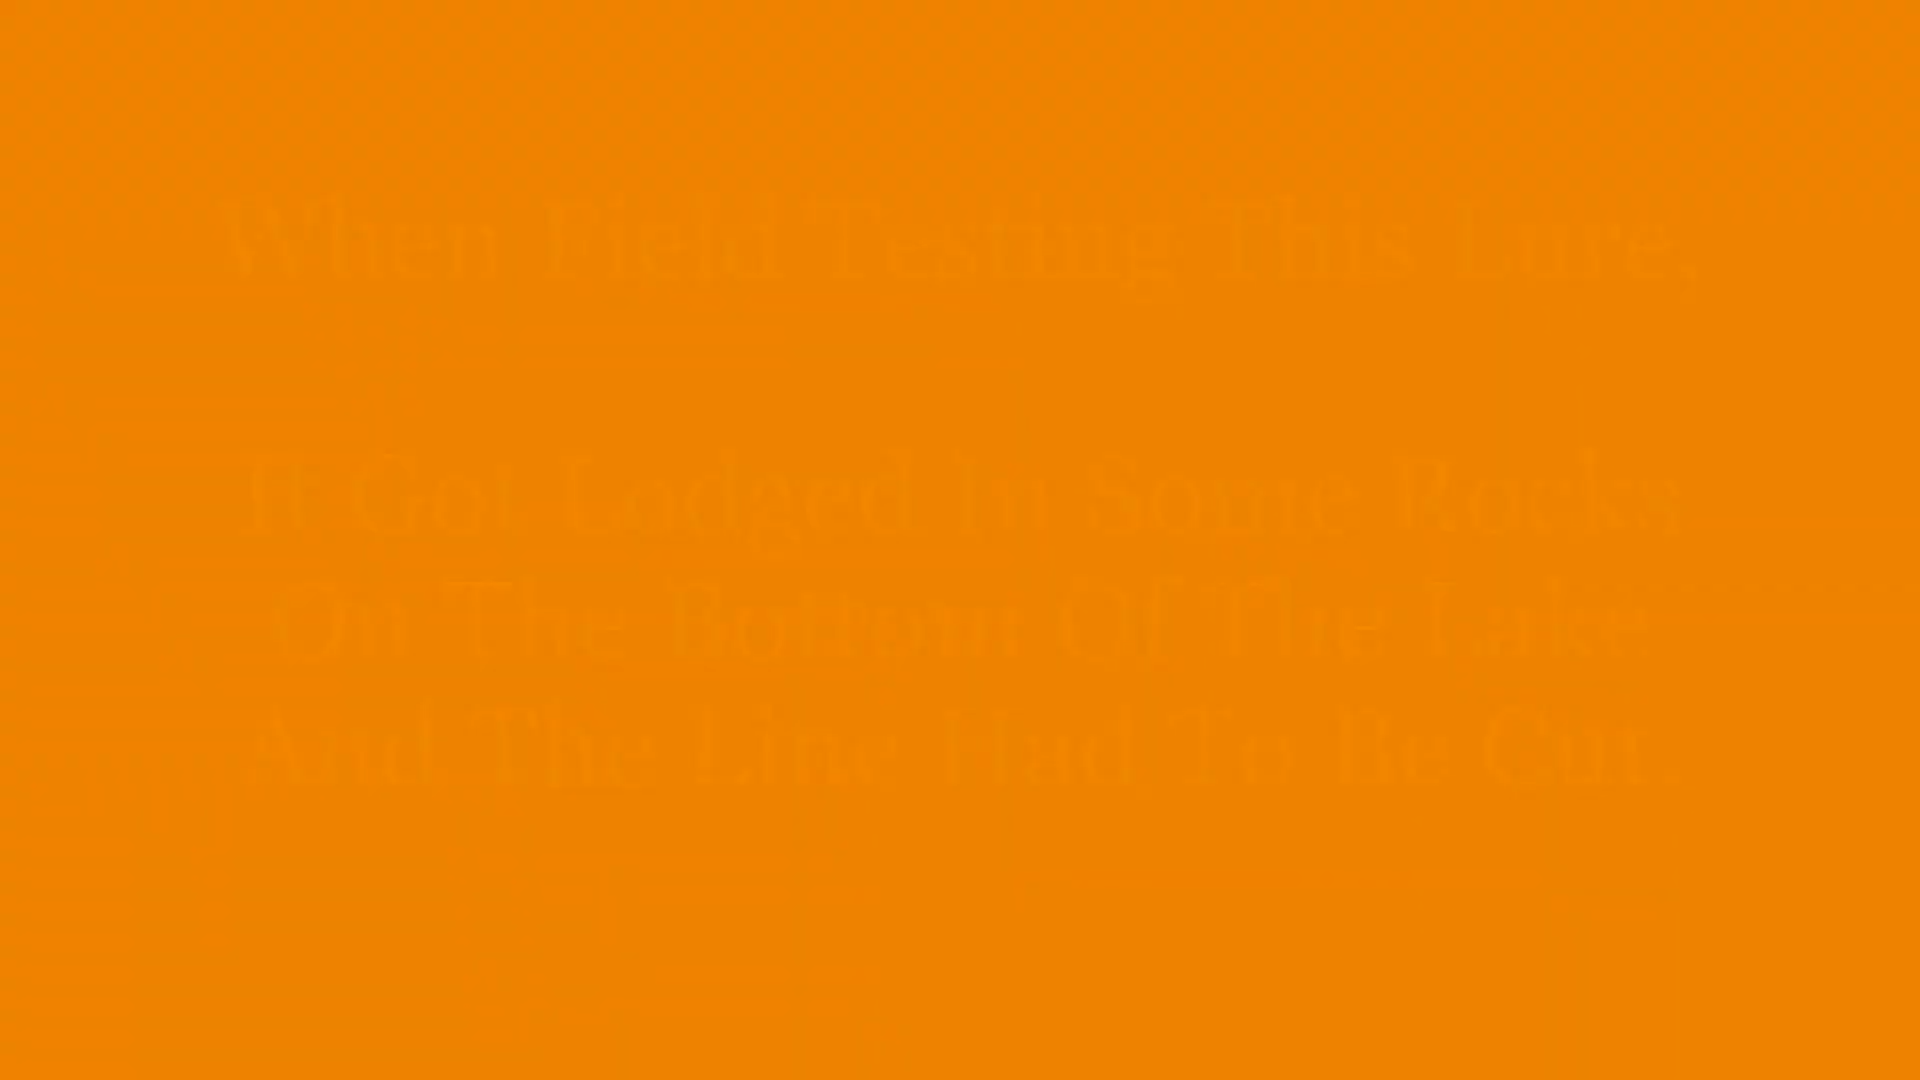 When Field Testing This Lure,
It Got Lodged In Some Rocks
On The Bottom Of The Lake
And The Line Had To Be Cut.